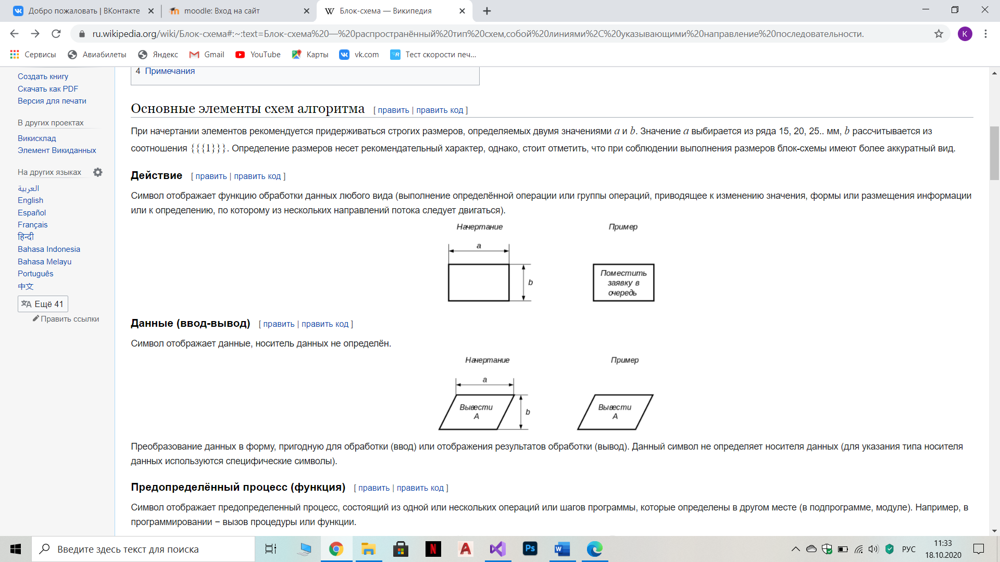 Добро пожаловать | ВКонтакте
moodle: Вход на сайт
Блок-схема — Википедия
ru.wikipedia.org/wiki/Блок-схема#:~:text=Блок-схема%20—%20распространённый%20тип%20схем,собой%20линиями%2C%20указывающими%20направление%20последовательности.
K
Сервисы
Авиабилеты
Яндекс
Gmail
YouTube
Карты
vk.com
Тест скорости печ...
Создать книгу
Скачать как PDF
Версия для печати
В других проектах
Викисклад
Элемент Викиданных
На других языках
العربية
English
Español
Français
हिन्दी
Bahasa Indonesia
Bahasa Melayu
Português
中文
Ещё 41
Править ссылки
4 Примечания
Основные элементы схем алгоритма [ править | править код ]
При начертании элементов рекомендуется придерживаться строгих размеров, определяемых двумя значениями a и b. Значение a выбирается из ряда 15, 20, 25.. мм, b рассчитывается из
соотношения {{{1}}}. Определение размеров несет рекомендательный характер, однако, стоит отметить, что при соблюдении выполнения размеров блок-схемы имеют более аккуратный вид.
Действие [ править | править код ]
Символ отображает функцию обработки данных любого вида (выполнение определённой операции или группы операций, приводящее к изменению значения, формы или размещения информации
или к определению, по которому из нескольких направлений потока следует двигаться).
Начертание
Пример
a
b
Поместить
заявку в
очередь
Данные (ввод-вывод) [ править | править код ]
Символ отображает данные, носитель данных не определён.
Начертание
Пример
a
Вывести
A
b
Вывести
A
Преобразование данных в форму, пригодную для обработки (ввод) или отображения результатов обработки (вывод). Данный символ не определяет носителя данных (для указания типа носителя
данных используются специфические символы).
Предопределённый процесс (функция) [ править | править код ]
Символ отображает предопределенный процесс, состоящий из одной или нескольких операций или шагов программы, которые определены в другом месте (в подпрограмме, модуле). Например, в
программировании − вызов процедуры или функции.
Введите здесь текст для поиска
РУС
11:33
18.10.2020